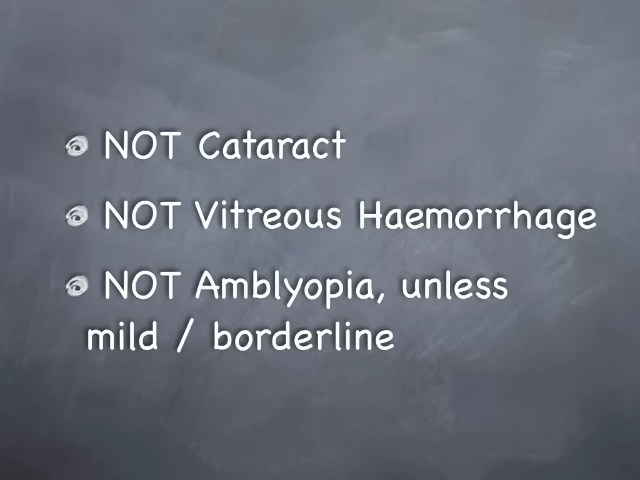 NOT Cataract
NOT Vitreous Haemorrhage
NOT Amblyopia, unless
mild / borderline